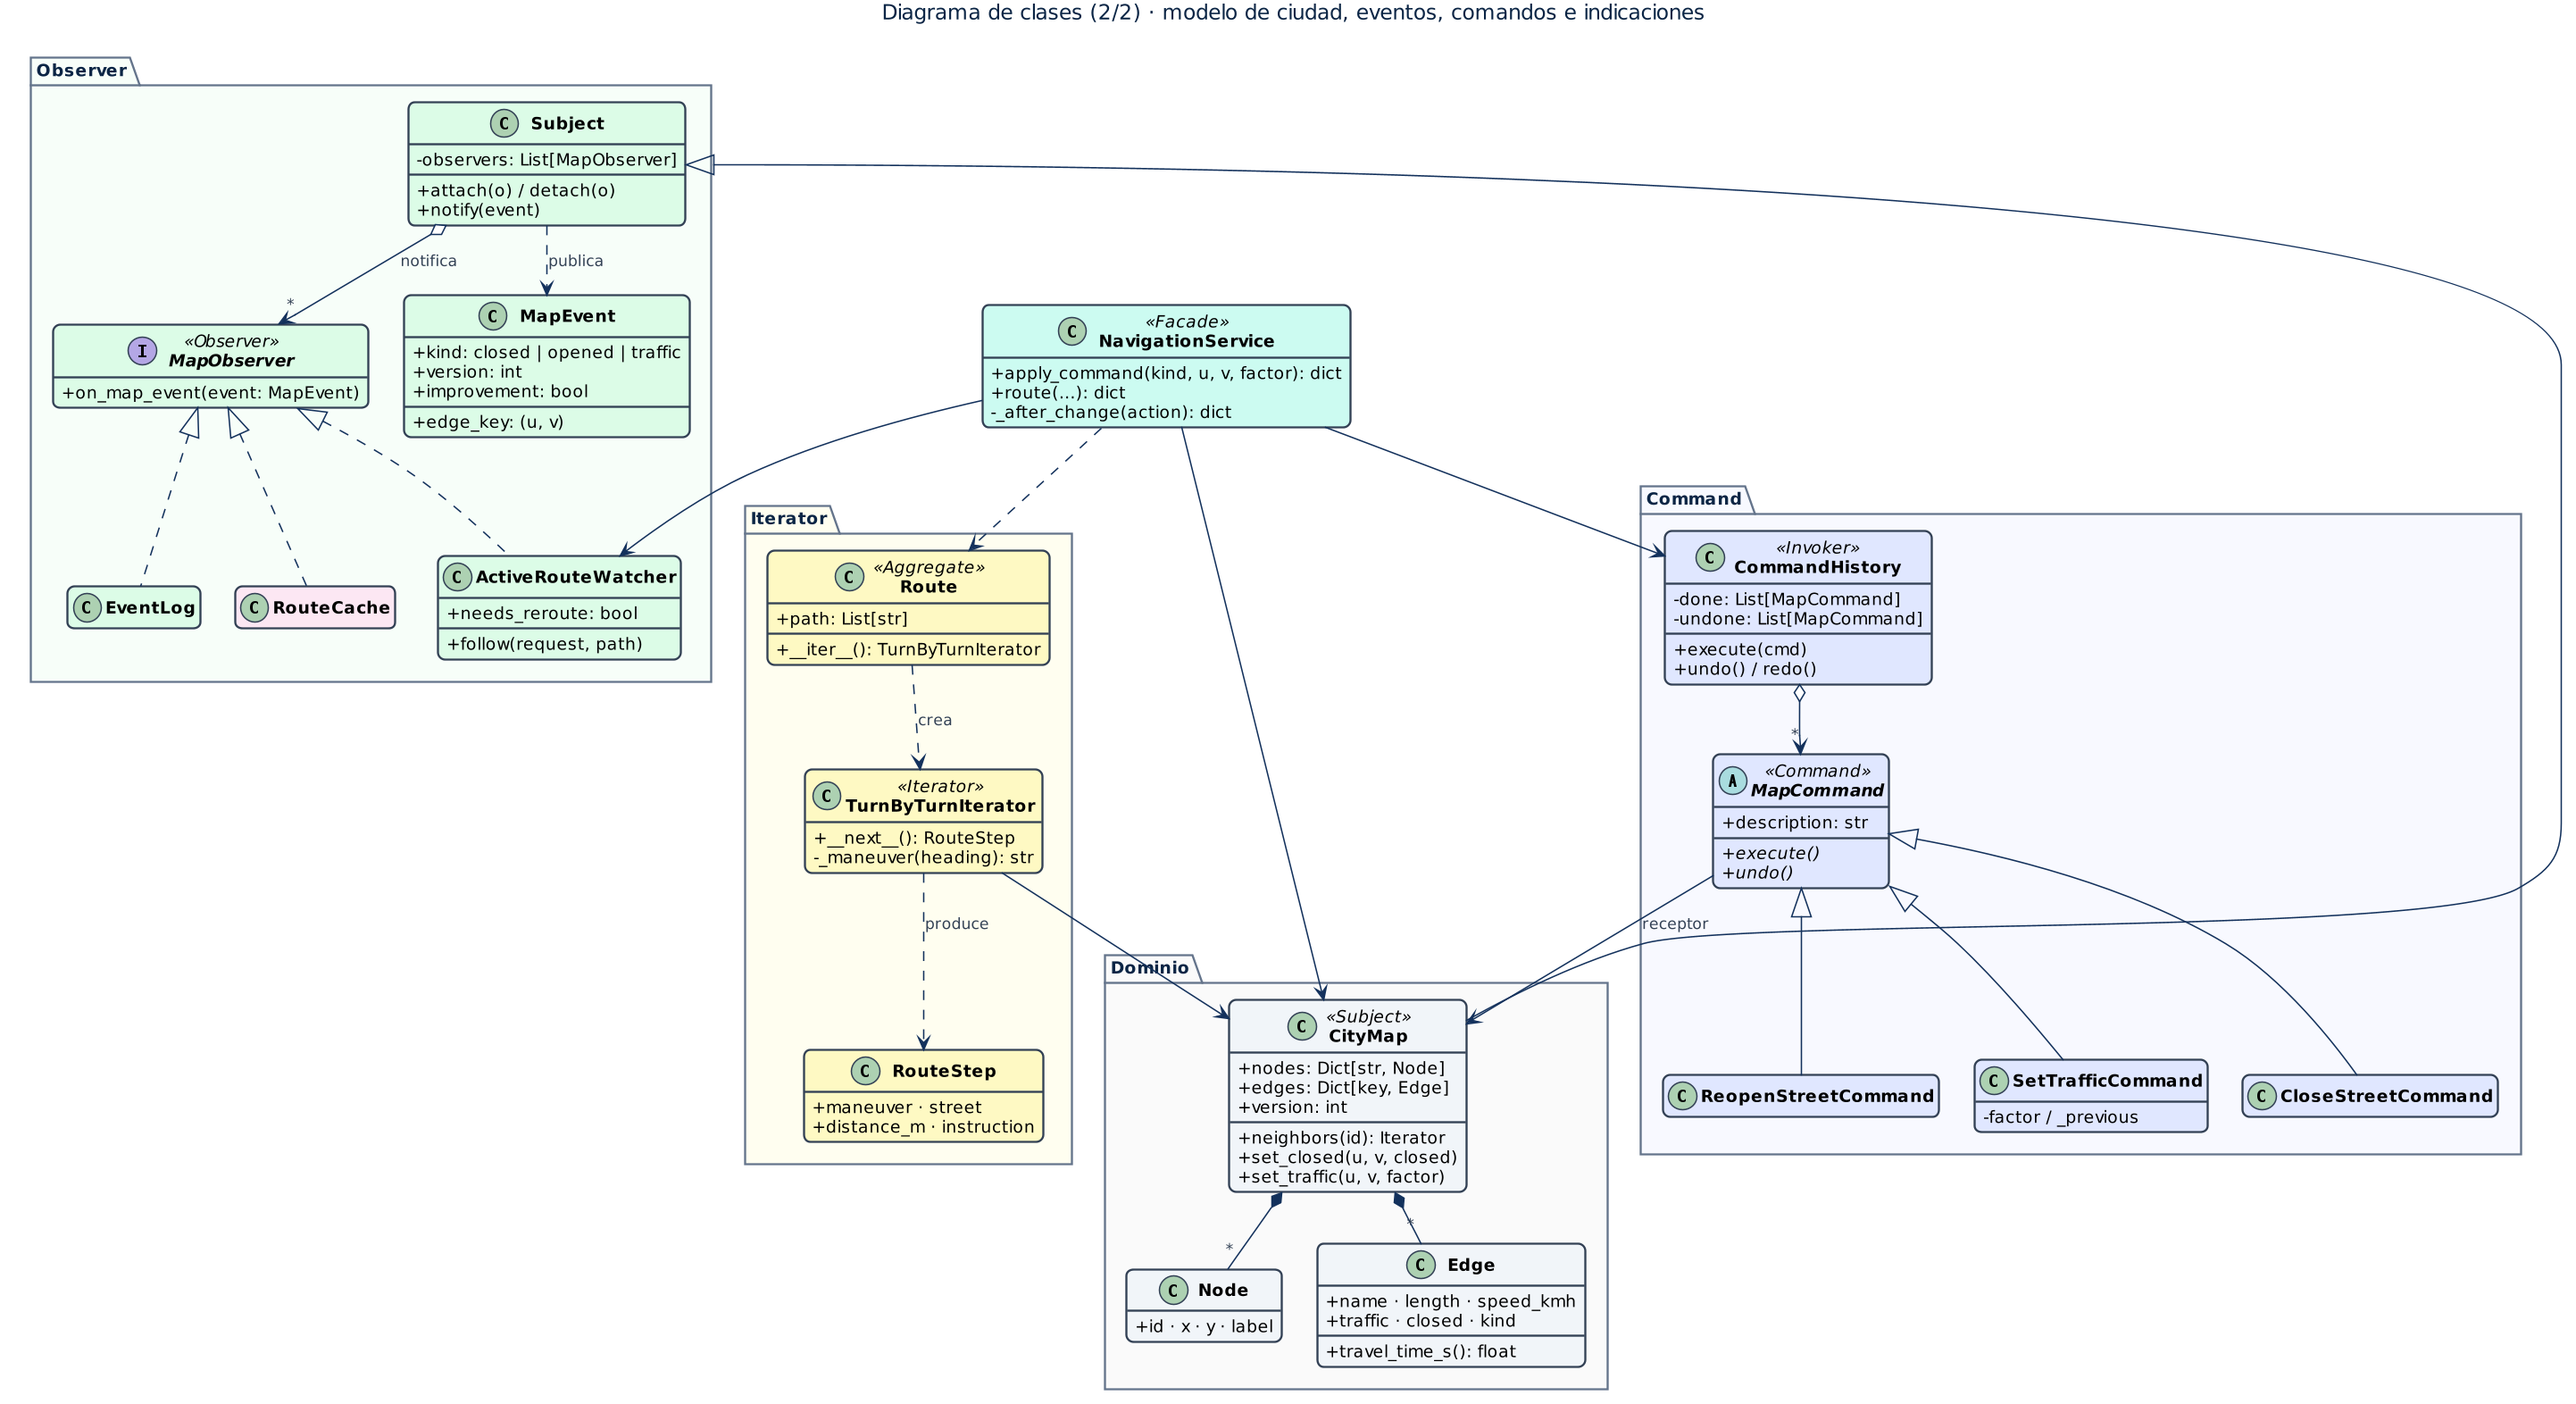 Diagrama de clases (2/2) · modelo de ciudad, eventos, comandos e indicaciones
Observer
C Subject
-observers: List[MapObserver]
+attach(o) / detach(o)
+notify(event)
notifica
publica
*
C MapEvent
+kind: closed | opened | traffic
+version: int
+improvement: bool
+edge_key: (u, v)
I «Observer»
MapObserver
+on_map_event(event: MapEvent)
C EventLog
C RouteCache
C ActiveRouteWatcher
+needs_reroute: bool
+follow(request, path)
C «Facade»
NavigationService
+apply_command(kind, u, v, factor): dict
+route(...): dict
-_after_change(action): dict
Iterator
C «Aggregate»
Route
+path: List[str]
+__iter__(): TurnByTurnIterator
crea
C «Iterator»
TurnByTurnIterator
+__next__(): RouteStep
-_maneuver(heading): str
produce
C RouteStep
+maneuver · street
+distance_m · instruction
Command
C «Invoker»
CommandHistory
-done: List[MapCommand]
-undone: List[MapCommand]
+execute(cmd)
+undo() / redo()
*
A «Command»
MapCommand
+description: str
+execute()
+undo()
receptor
C ReopenStreetCommand
C SetTrafficCommand
-factor / _previous
C CloseStreetCommand
Dominio
C «Subject»
CityMap
+nodes: Dict[str, Node]
+edges: Dict[key, Edge]
+version: int
+neighbors(id): Iterator
+set_closed(u, v, closed)
+set_traffic(u, v, factor)
*
*
C Node
+id · x · y · label
C Edge
+name · length · speed_kmh
+traffic · closed · kind
+travel_time_s(): float